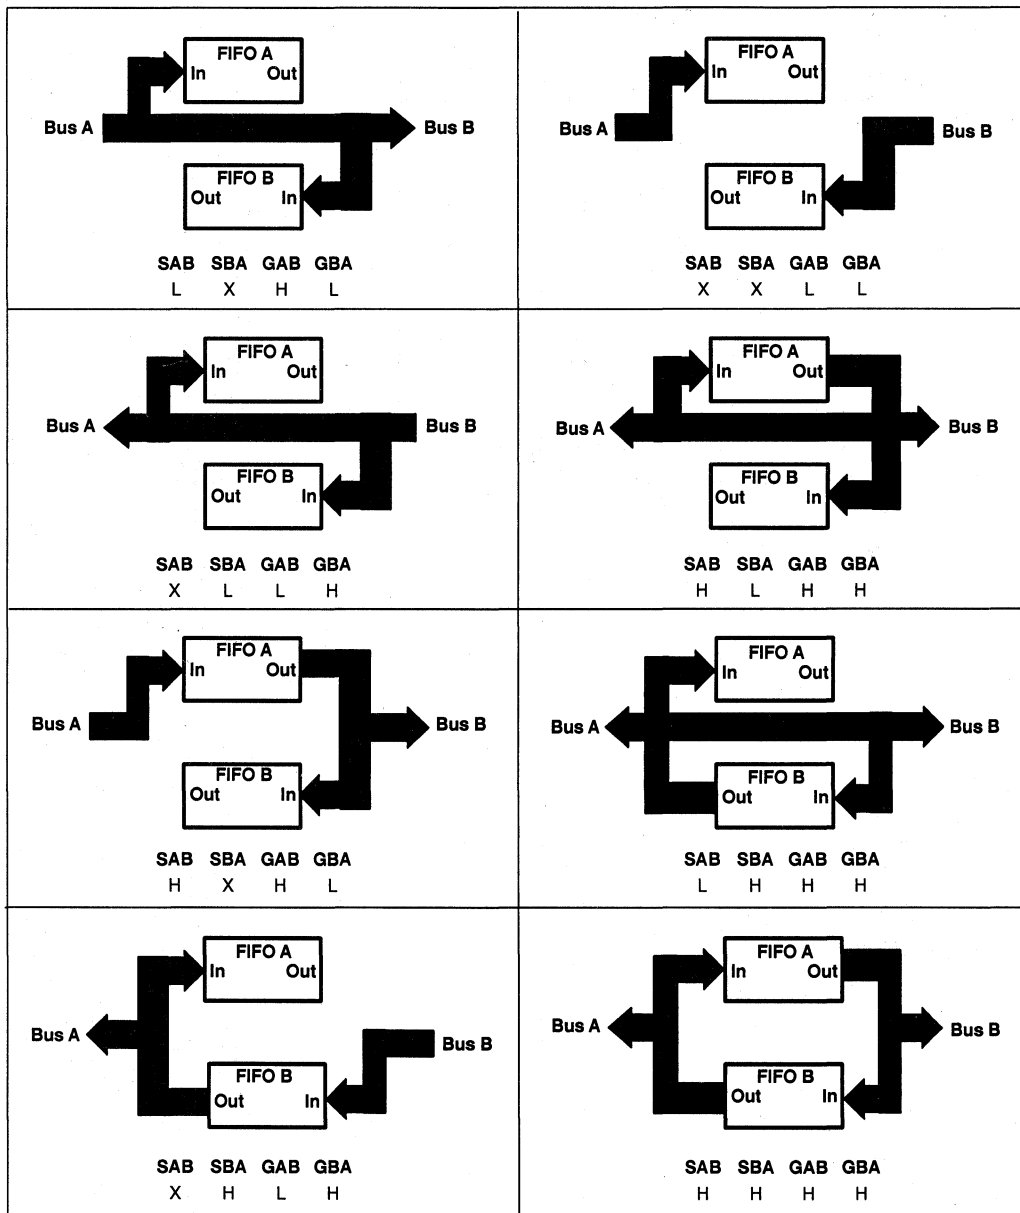 FIFO A
In Out
Bus A Bus B
FIFO B
Out In
SAB SBA GAB GBA
L X H L
FIFO A
In Out
Bus A Bus B
FIFO B
Out In
SAB SBA GAB GBA
X X L L
FIFO A
In Out
Bus A Bus B
FIFO B
Out In
SAB SBA GAB GBA
X L L H
FIFO A
In Out
Bus A Bus B
FIFO B
Out In
SAB SBA GAB GBA
H L H H
FIFO A
In Out
Bus A Bus B
FIFO B
Out In
SAB SBA GAB GBA
H X H L
FIFO A
In Out
Bus A Bus B
FIFO B
Out In
SAB SBA GAB GBA
L H H H
FIFO A
In Out
Bus A Bus B
FIFO B
Out In
SAB SBA GAB GBA
X H L H
FIFO A
In Out
Bus A Bus B
FIFO B
Out In
SAB SBA GAB GBA
H H H H